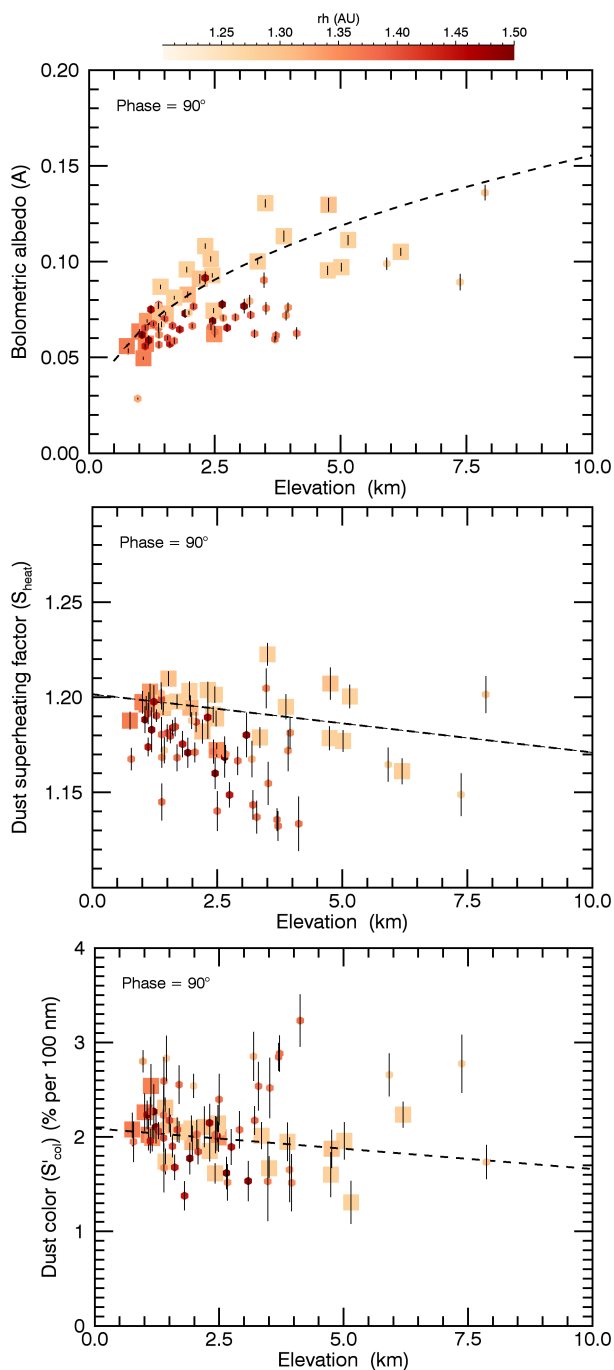 rh (AU)
1.25 1.30 1.35 1.40 1.45 1.50
0.20
Phase = 90°
0.15
0.10
0.05
0.00
Bolometric albedo (A)
0.0 2.5 5.0 7.5 10.0
Elevation (km)
Phase = 90°
1.25
1.20
1.15
Dust superheating factor (S_heat)
0.0 2.5 5.0 7.5 10.0
Elevation (km)
4
Phase = 90°
3
2
1
0
Dust color (S'_col) (% per 100 nm)
0.0 2.5 5.0 7.5 10.0
Elevation (km)